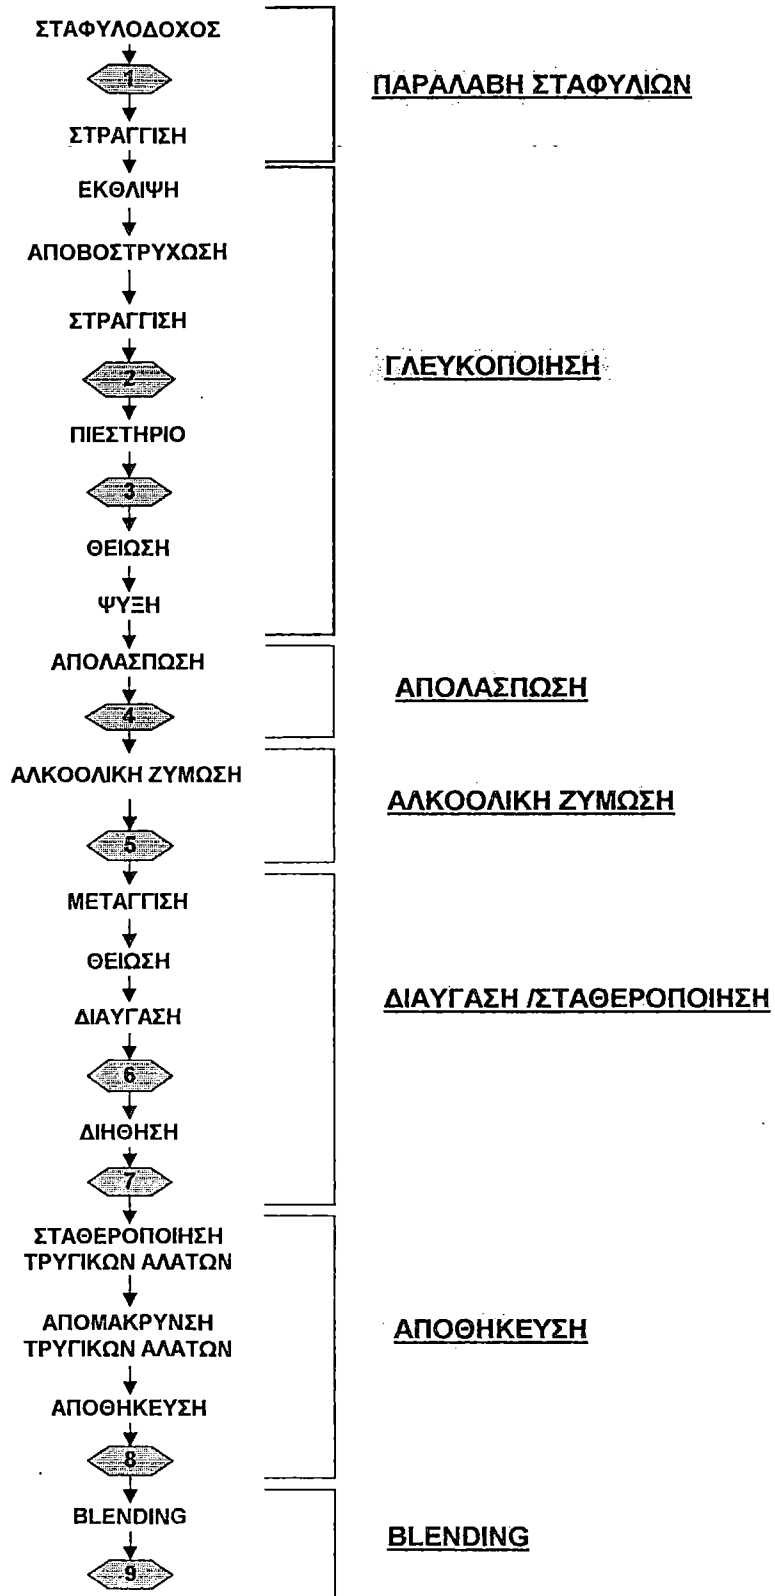 ΣΤΑΦΥΛΟΔΟΧΟΣ
1
ΣΤΡΑΓΓΙΣΗ
ΠΑΡΑΛΑΒΗ ΣΤΑΦΥΛΙΩΝ
ΕΚΘΛΙΨΗ
ΑΠΟΒΟΣΤΡΥΧΩΣΗ
ΣΤΡΑΓΓΙΣΗ
2
ΠΙΕΣΤΗΡΙΟ
3
ΘΕΙΩΣΗ
ΨΥΞΗ
ΓΛΕΥΚΟΠΟΙΗΣΗ
ΑΠΟΛΑΣΠΩΣΗ
4
ΑΠΟΛΑΣΠΩΣΗ
ΑΛΚΟΟΛΙΚΗ ΖΥΜΩΣΗ
5
ΑΛΚΟΟΛΙΚΗ ΖΥΜΩΣΗ
ΜΕΤΑΓΓΙΣΗ
ΘΕΙΩΣΗ
ΔΙΑΥΓΑΣΗ
6
ΔΙΗΘΗΣΗ
7
ΔΙΑΥΓΑΣΗ /ΣΤΑΘΕΡΟΠΟΙΗΣΗ
ΣΤΑΘΕΡΟΠΟΙΗΣΗ
ΤΡΥΓΙΚΩΝ ΑΛΑΤΩΝ
ΑΠΟΜΑΚΡΥΝΣΗ
ΤΡΥΓΙΚΩΝ ΑΛΑΤΩΝ
ΑΠΟΘΗΚΕΥΣΗ
8
ΑΠΟΘΗΚΕΥΣΗ
BLENDING
9
BLENDING